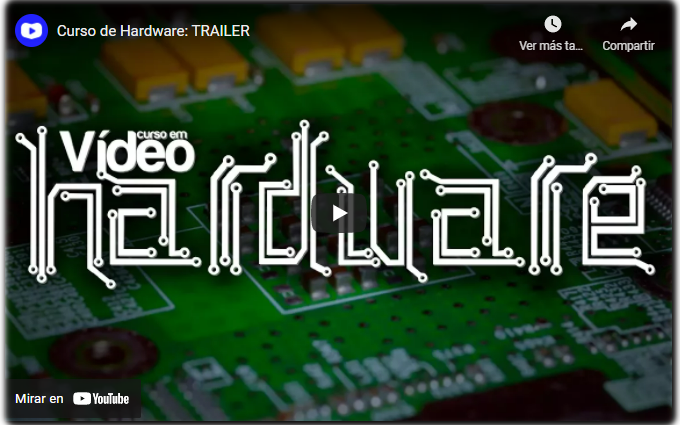 Curso de Hardware: TRAILER
Ver más ta...
Compartir
curso em
Vídeo
hardware
Mirar en YouTube